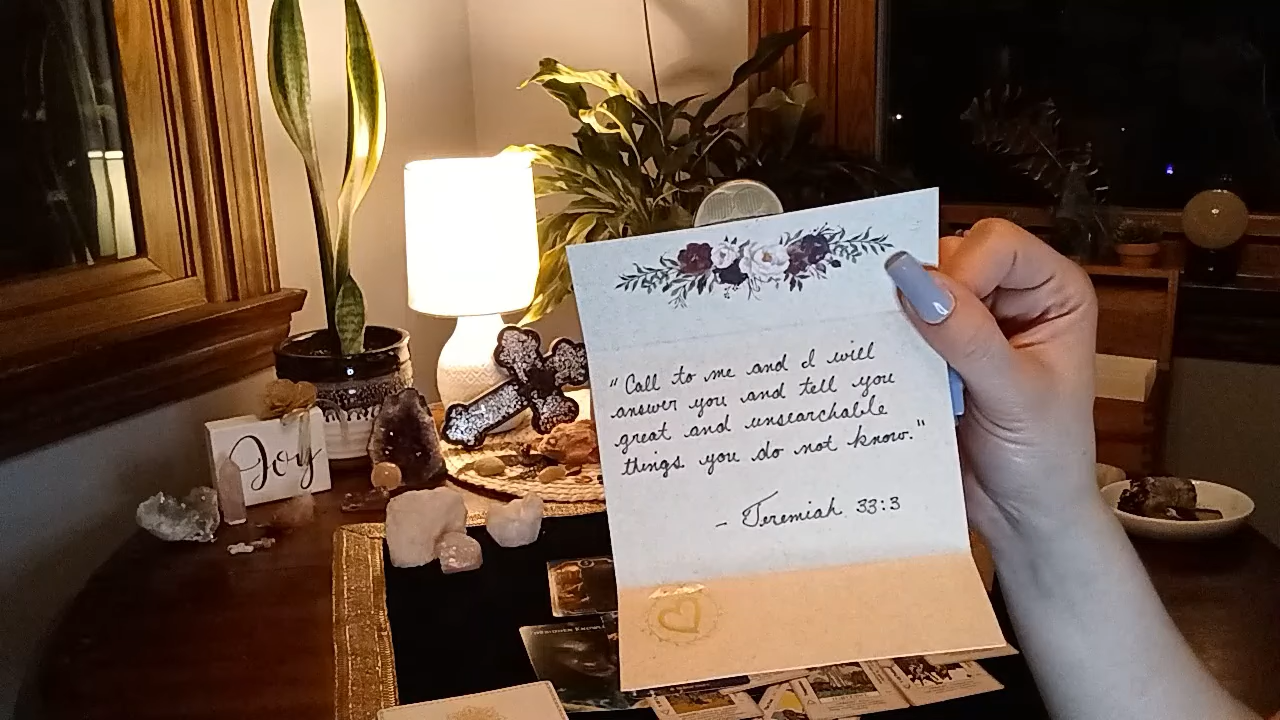 Joy
"Call to me and I will
answer you and tell you
great and unsearchable
things you do not know."
- Jeremiah 33:3